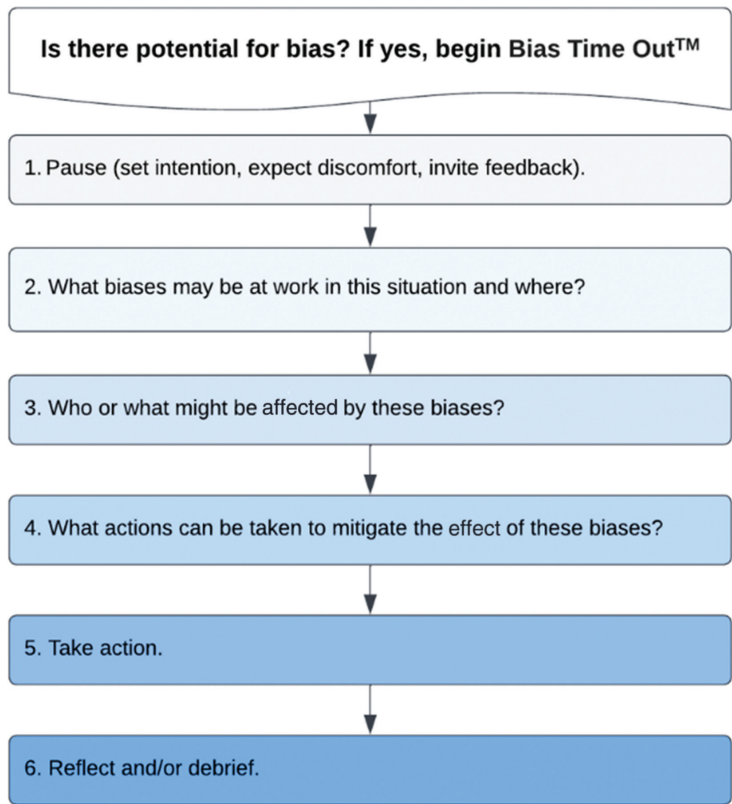 Is there potential for bias? If yes, begin Bias Time Out™
1. Pause (set intention, expect discomfort, invite feedback).
2. What biases may be at work in this situation and where?
3. Who or what might be affected by these biases?
4. What actions can be taken to mitigate the effect of these biases?
5. Take action.
6. Reflect and/or debrief.